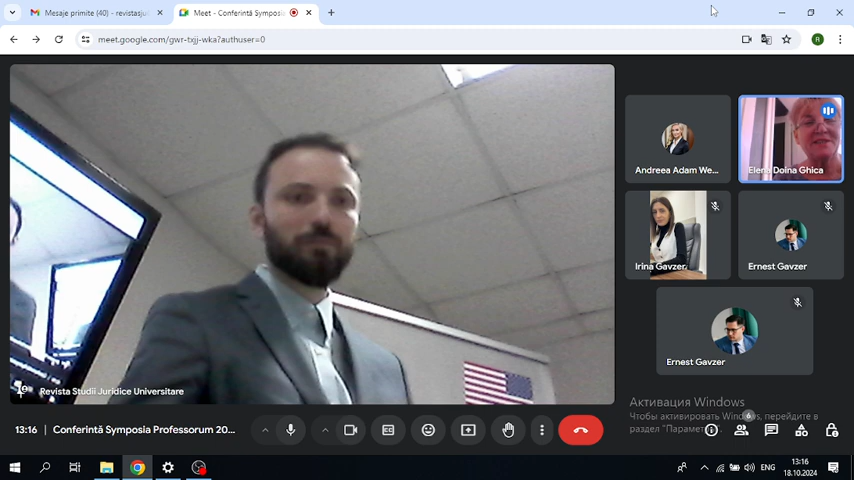 Mesaje primite (40) - revistasju
Meet - Conferință Symposi
meet.google.com/gwr-txjj-wka?authuser=0
R
Andreea Adam We...
Elena Doina Ghica
Irina Gavzer
Ernest Gavzer
Ernest Gavzer
Revista Studii Juridice Universitare
Активация Windows
Чтобы активировать Windows, перейдите в
раздел "Парамет
6
13:16 | Conferință Symposia Professorum 20...
ENG
13:16
18.10.2024